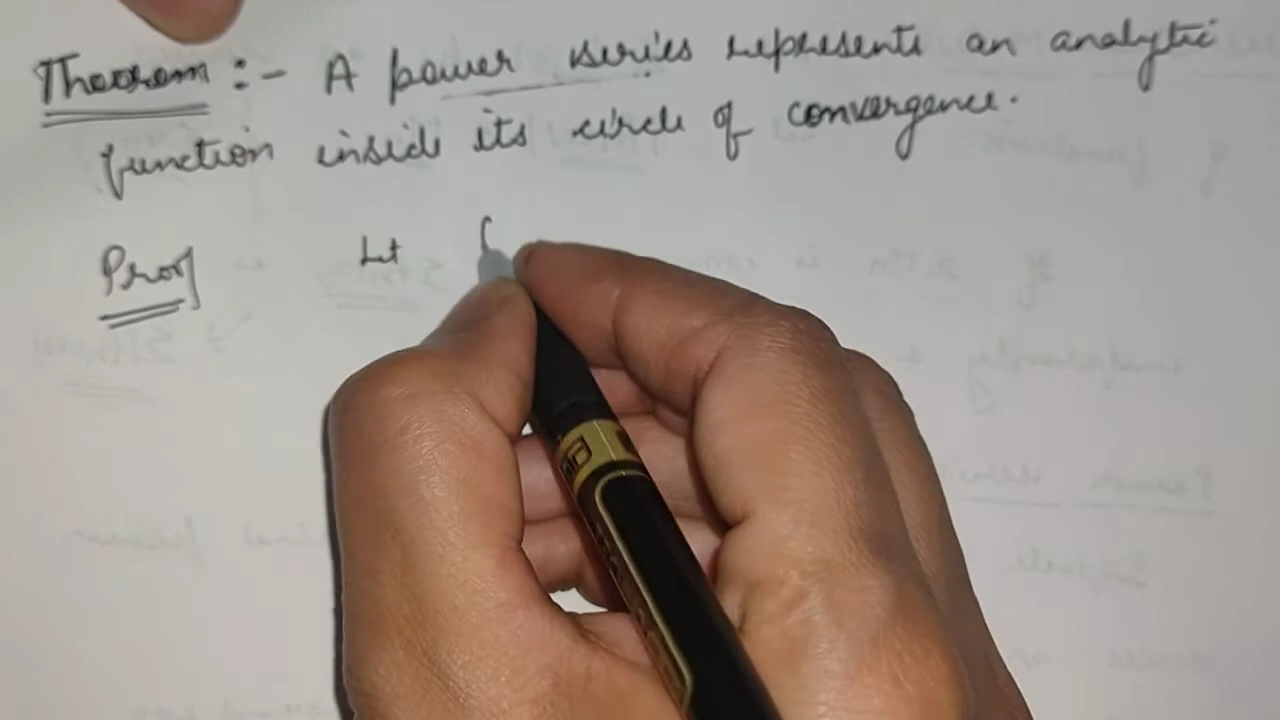 Theorem :- A power series represents an analytic
function inside its circle of convergence.
Proof Let